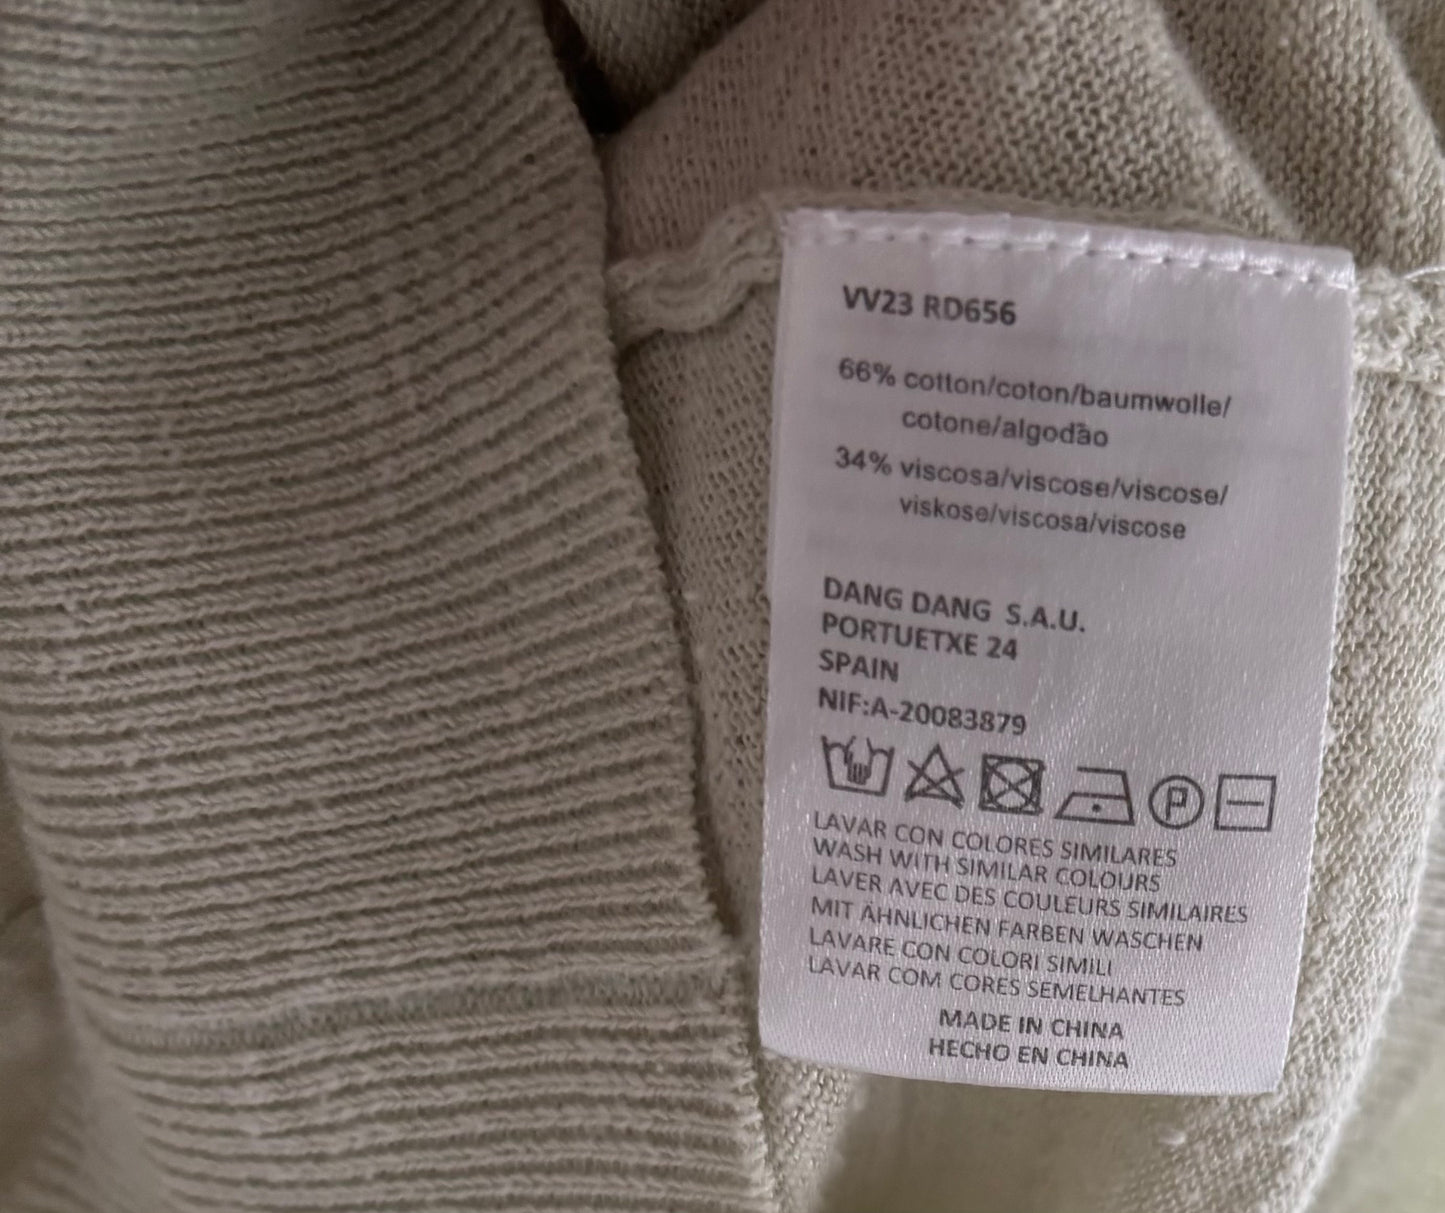 VV23 RD656
66% cotton/coton/baumwolle/
cotone/algodão
34% viscosa/viscose/viscose/
viskose/viscosa/viscose
DANG DANG S.A.U.
PORTUETXE 24
SPAIN
NIF:A-20083879
P
LAVAR CON COLORES SIMILARES
WASH WITH SIMILAR COLOURS
LAVER AVEC DES COULEURS SIMILAIRES
MIT ÄHNLICHEN FARBEN WASCHEN
LAVARE CON COLORI SIMILI
LAVAR COM CORES SEMELHANTES
MADE IN CHINA
HECHO EN CHINA